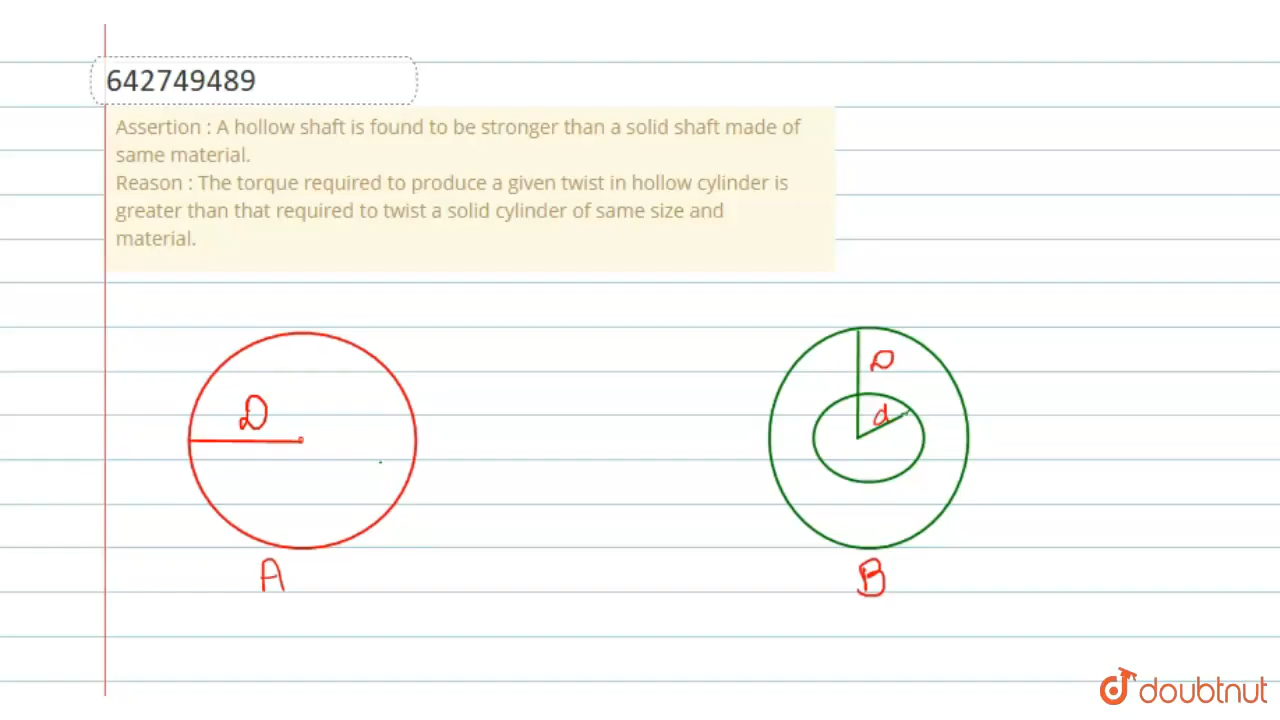 642749489
Assertion : A hollow shaft is found to be stronger than a solid shaft made of
same material.
Reason : The torque required to produce a given twist in hollow cylinder is
greater than that required to twist a solid cylinder of same size and
material.
D
D
d
A
B
doubtnut